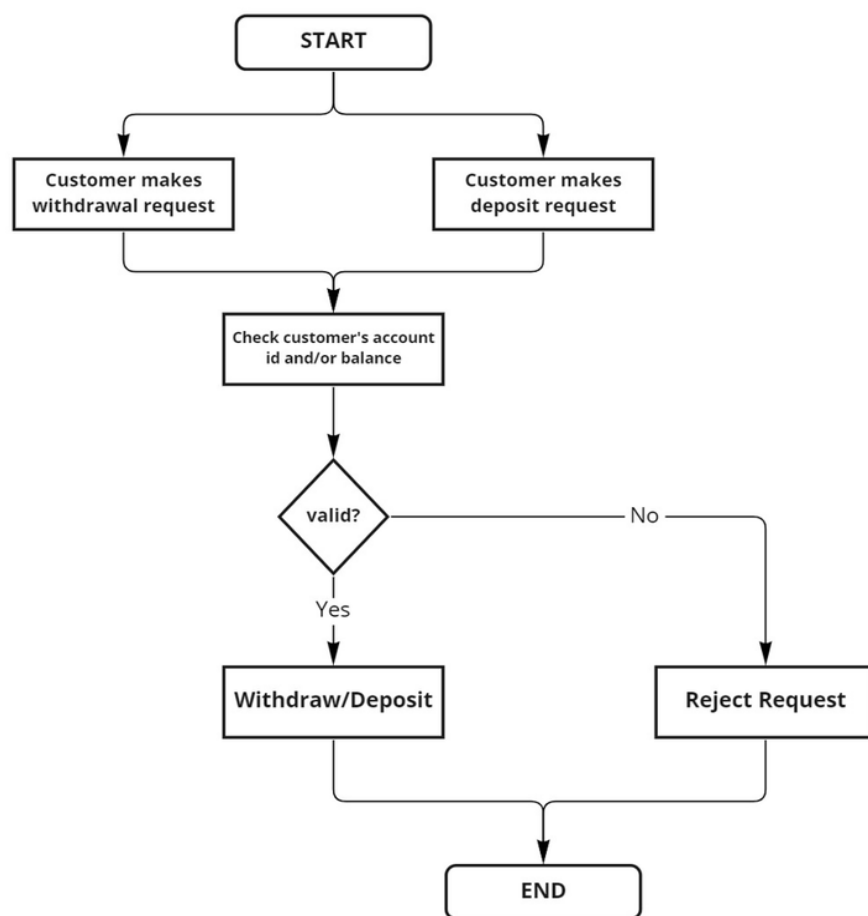 START
Customer makes
withdrawal request
Customer makes
deposit request
Check customer's account
id and/or balance
valid?
No
Yes
Withdraw/Deposit
Reject Request
END